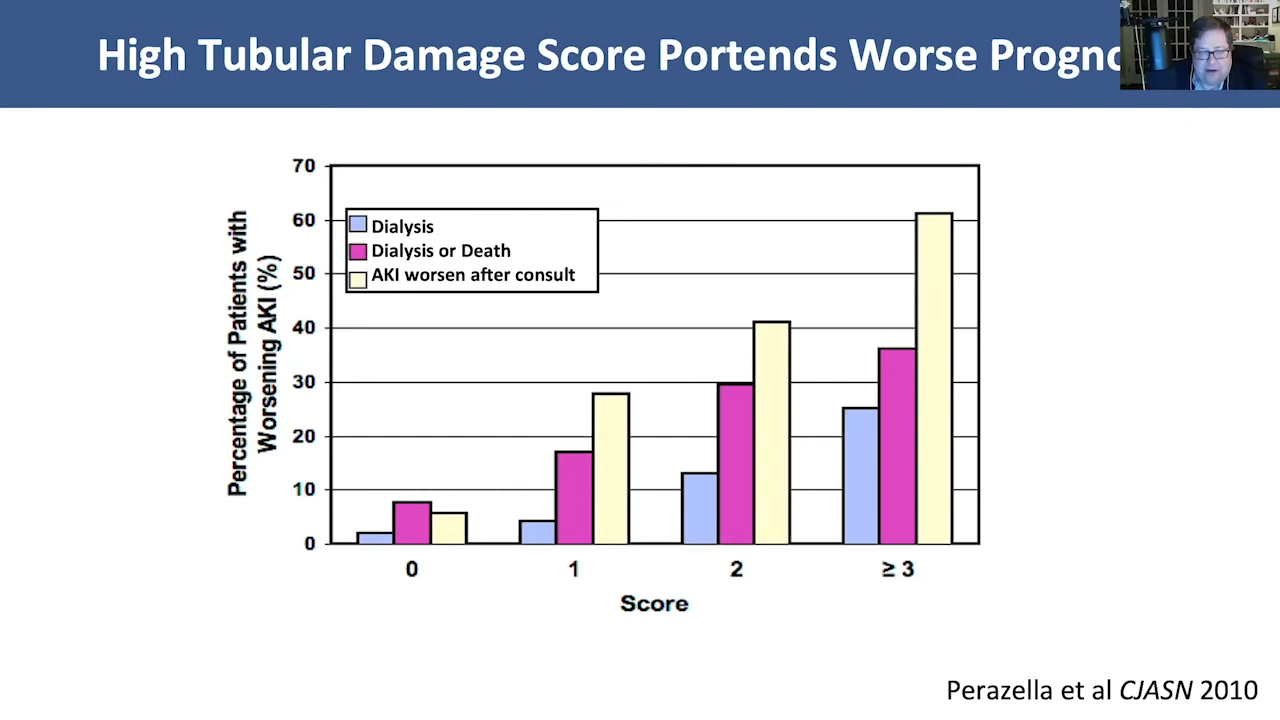 High Tubular Damage Score Portends Worse Progno
70
60
50
40
30
20
10
0
Percentage of Patients with
Worsening AKI (%)
Dialysis
Dialysis or Death
AKI worsen after consult
0 1 2 ≥ 3
Score
Perazella et al CJASN 2010